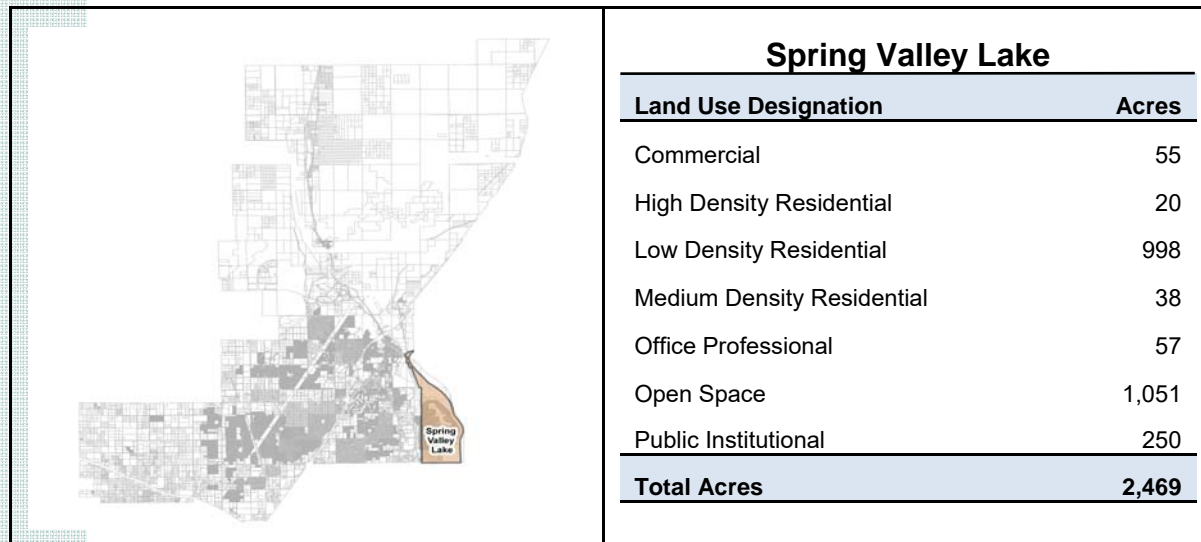 Spring
Valley
Lake
Spring Valley Lake
Land Use Designation Acres
Commercial 55
High Density Residential 20
Low Density Residential 998
Medium Density Residential 38
Office Professional 57
Open Space 1,051
Public Institutional 250
Total Acres 2,469